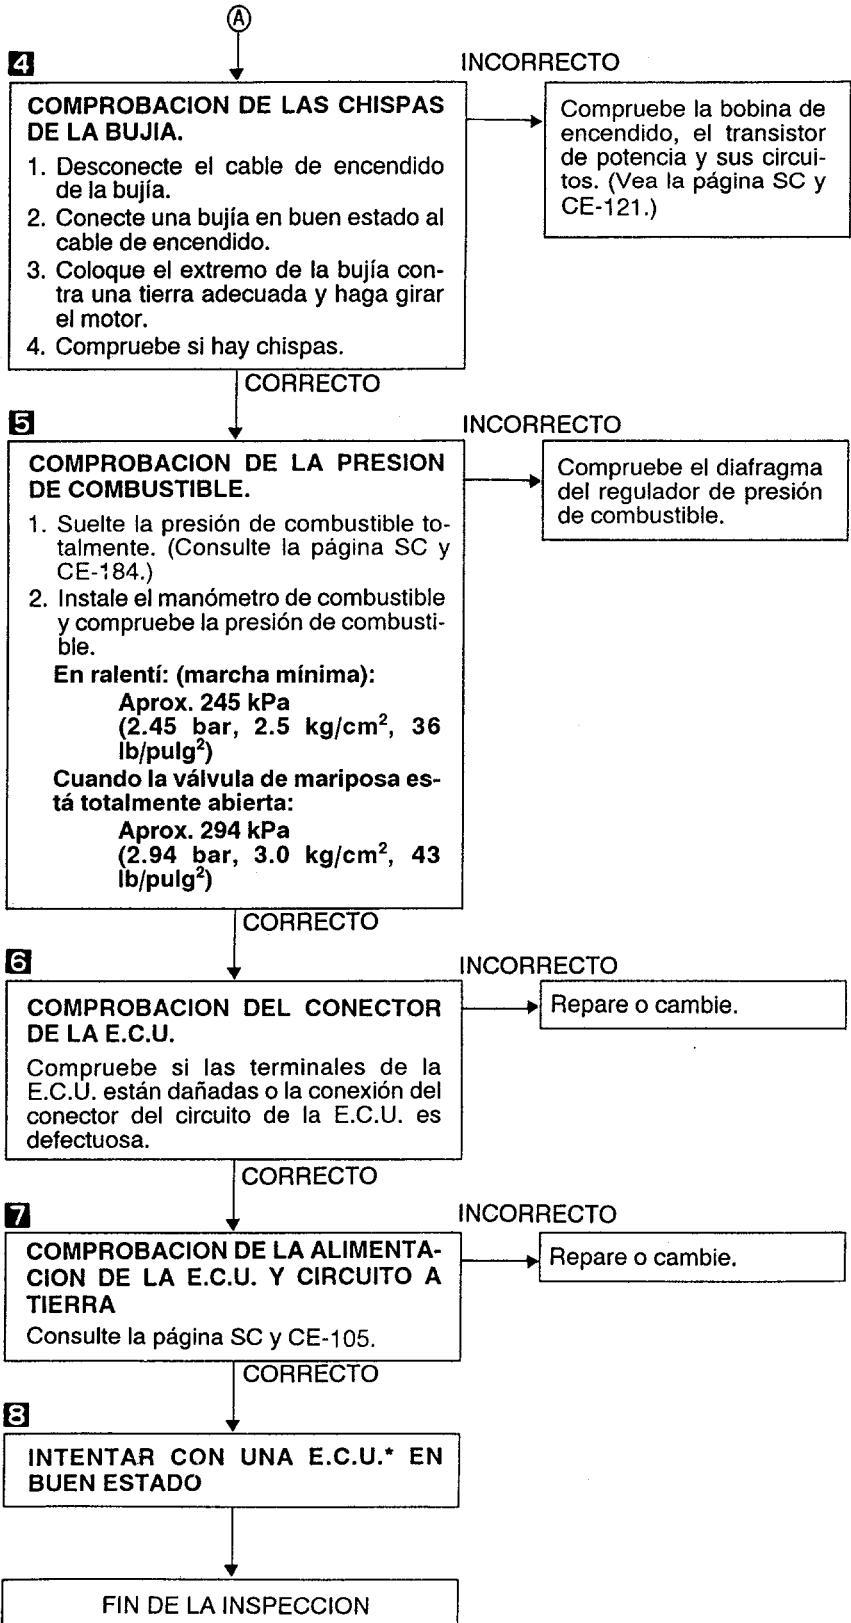 A
4
INCORRECTO
COMPROBACION DE LAS CHISPAS
DE LA BUJIA.
1. Desconecte el cable de encendido
de la bujía.
2. Conecte una bujía en buen estado al
cable de encendido.
3. Coloque el extremo de la bujía con-
tra una tierra adecuada y haga girar
el motor.
4. Compruebe si hay chispas.
Compruebe la bobina de
encendido, el transistor
de potencia y sus circui-
tos. (Vea la página SC y
CE-121.)
CORRECTO
5
INCORRECTO
COMPROBACION DE LA PRESION
DE COMBUSTIBLE.
1. Suelte la presión de combustible to-
talmente. (Consulte la página SC y
CE-184.)
2. Instale el manómetro de combustible
y compruebe la presión de combusti-
ble.
En ralentí: (marcha mínima):
Aprox. 245 kPa
(2.45 bar, 2.5 kg/cm², 36
lb/pulg²)
Cuando la válvula de mariposa es-
tá totalmente abierta:
Aprox. 294 kPa
(2.94 bar, 3.0 kg/cm², 43
lb/pulg²)
Compruebe el diafragma
del regulador de presión
de combustible.
CORRECTO
6
INCORRECTO
COMPROBACION DEL CONECTOR
DE LA E.C.U.
Compruebe si las terminales de la
E.C.U. están dañadas o la conexión del
conector del circuito de la E.C.U. es
defectuosa.
Repare o cambie.
CORRECTO
7
INCORRECTO
COMPROBACION DE LA ALIMENTA-
CION DE LA E.C.U. Y CIRCUITO A
TIERRA
Consulte la página SC y CE-105.
Repare o cambie.
CORRECTO
8
INTENTAR CON UNA E.C.U.* EN
BUEN ESTADO
FIN DE LA INSPECCION